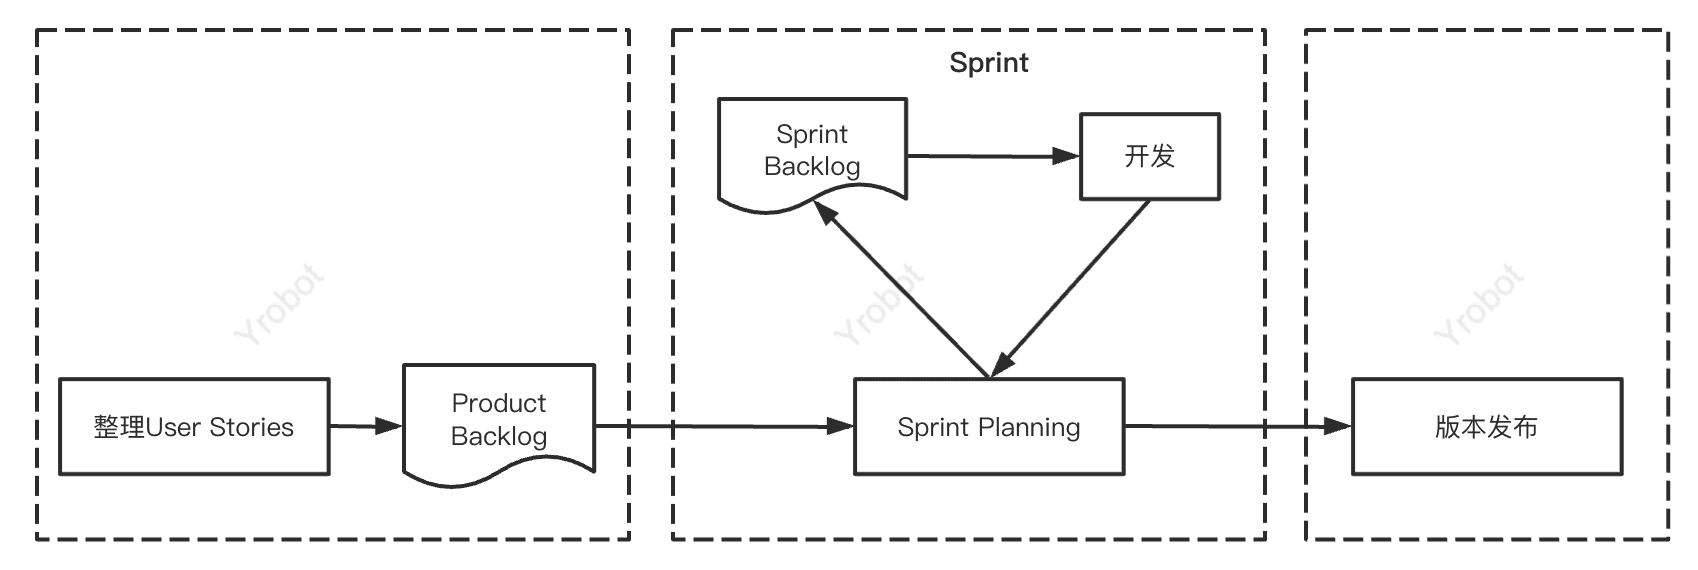 Sprint
Sprint
Backlog
开发
Yrobot
Yrobot
Yrobot
整理User Stories
Product
Backlog
Sprint Planning
版本发布